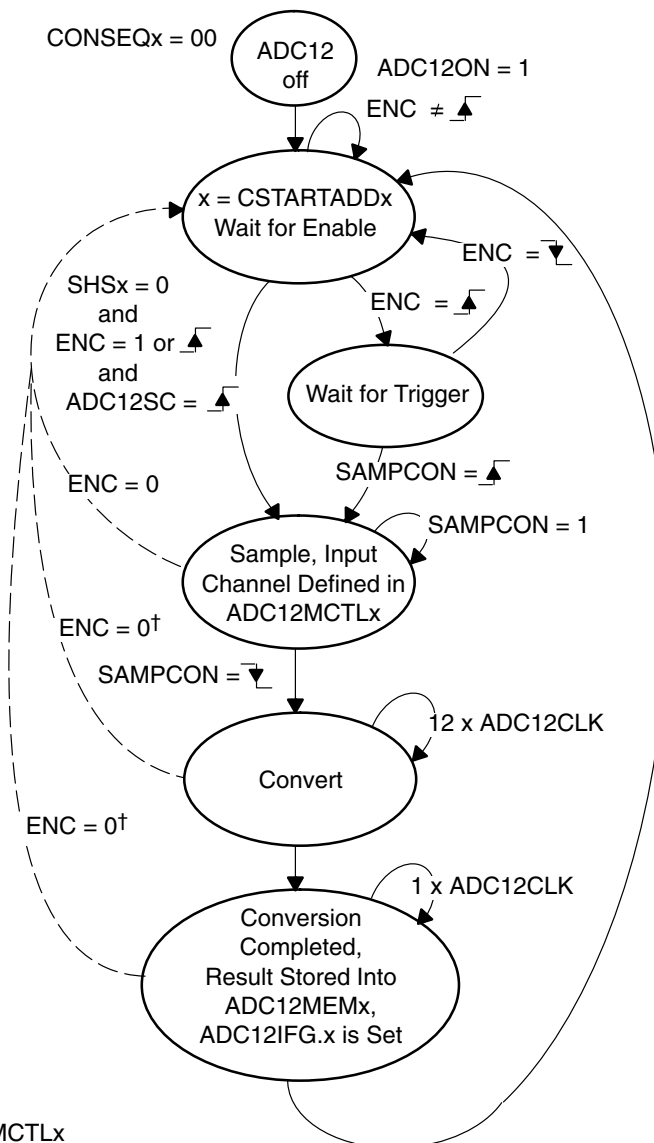 CONSEQx = 00
ADC12
off
ADC12ON = 1
ENC ≠
x = CSTARTADDx
Wait for Enable
ENC =
SHSx = 0
and
ENC = 1 or
and
ADC12SC =
ENC =
Wait for Trigger
ENC = 0
SAMPCON =
SAMPCON = 1
Sample, Input
Channel Defined in
ADC12MCTLx
ENC = 0†
SAMPCON =
12 x ADC12CLK
Convert
ENC = 0†
1 x ADC12CLK
Conversion
Completed,
Result Stored Into
ADC12MEMx,
ADC12IFG.x is Set
MCTLx